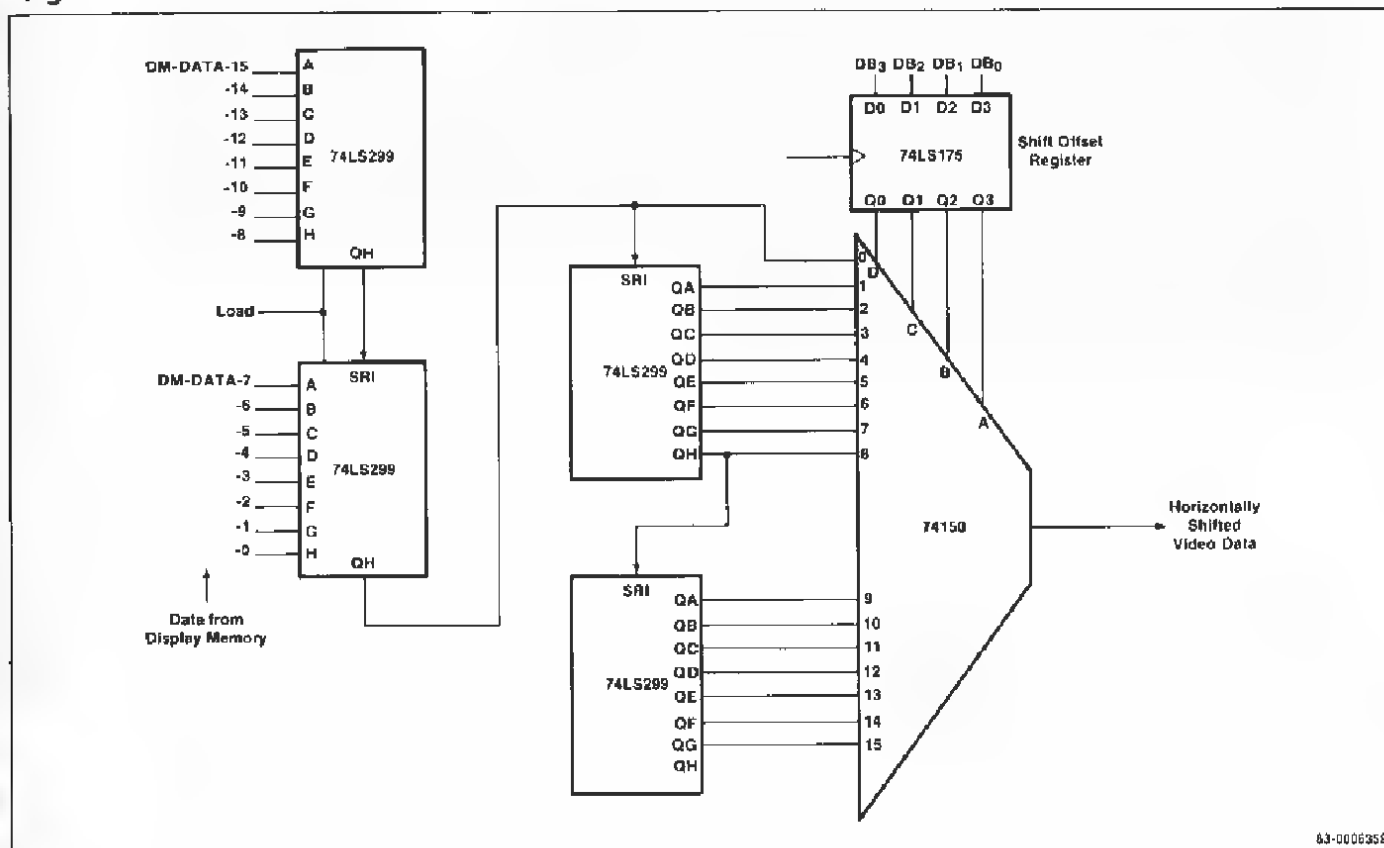 DM-DATA-15
-14
-13
-12
-11
-10
-9
-8
A
B
C
D
E
F
G
H
74LS299
QH
Load
SRI
DM-DATA-7
-6
-5
-4
-3
-2
-1
-0
A
B
C
D
E
F
G
H
74LS299
QH
Data from
Display Memory
SRI
QA
QB
QC
QD
QE
QF
QG
QH
74LS299
SRI
QA
QB
QC
QD
QE
QF
QG
QH
74LS299
DB3 DB2 DB1 DB0
D0 D1 D2 D3
74LS175
Q0 Q1 Q2 Q3
Shift Offset
Register
0
1
2
3
4
5
6
7
8
9
10
11
12
13
14
15
D
C
B
A
74150
Horizontally
Shifted
Video Data